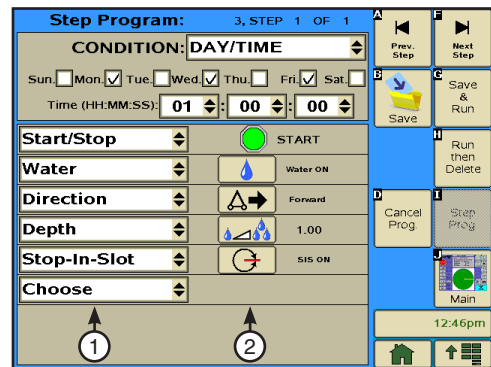 Step Program: 3, STEP 1 OF 1
CONDITION: DAY/TIME
Sun. Mon. Tue. Wed. Thu. Fri. Sat.
Time (HH:MM:SS): 01 : 00 : 00
Start/Stop START
Water Water ON
Direction Forward
Depth 1.00
Stop-In-Slot SIS ON
Choose
1 2
A
Prev.
Step
F
Next
Step
B
Save
G
Save
&
Run
H
Run
then
Delete
D
Cancel
Prog.
I
Step
Prog
J
Main
12:46pm